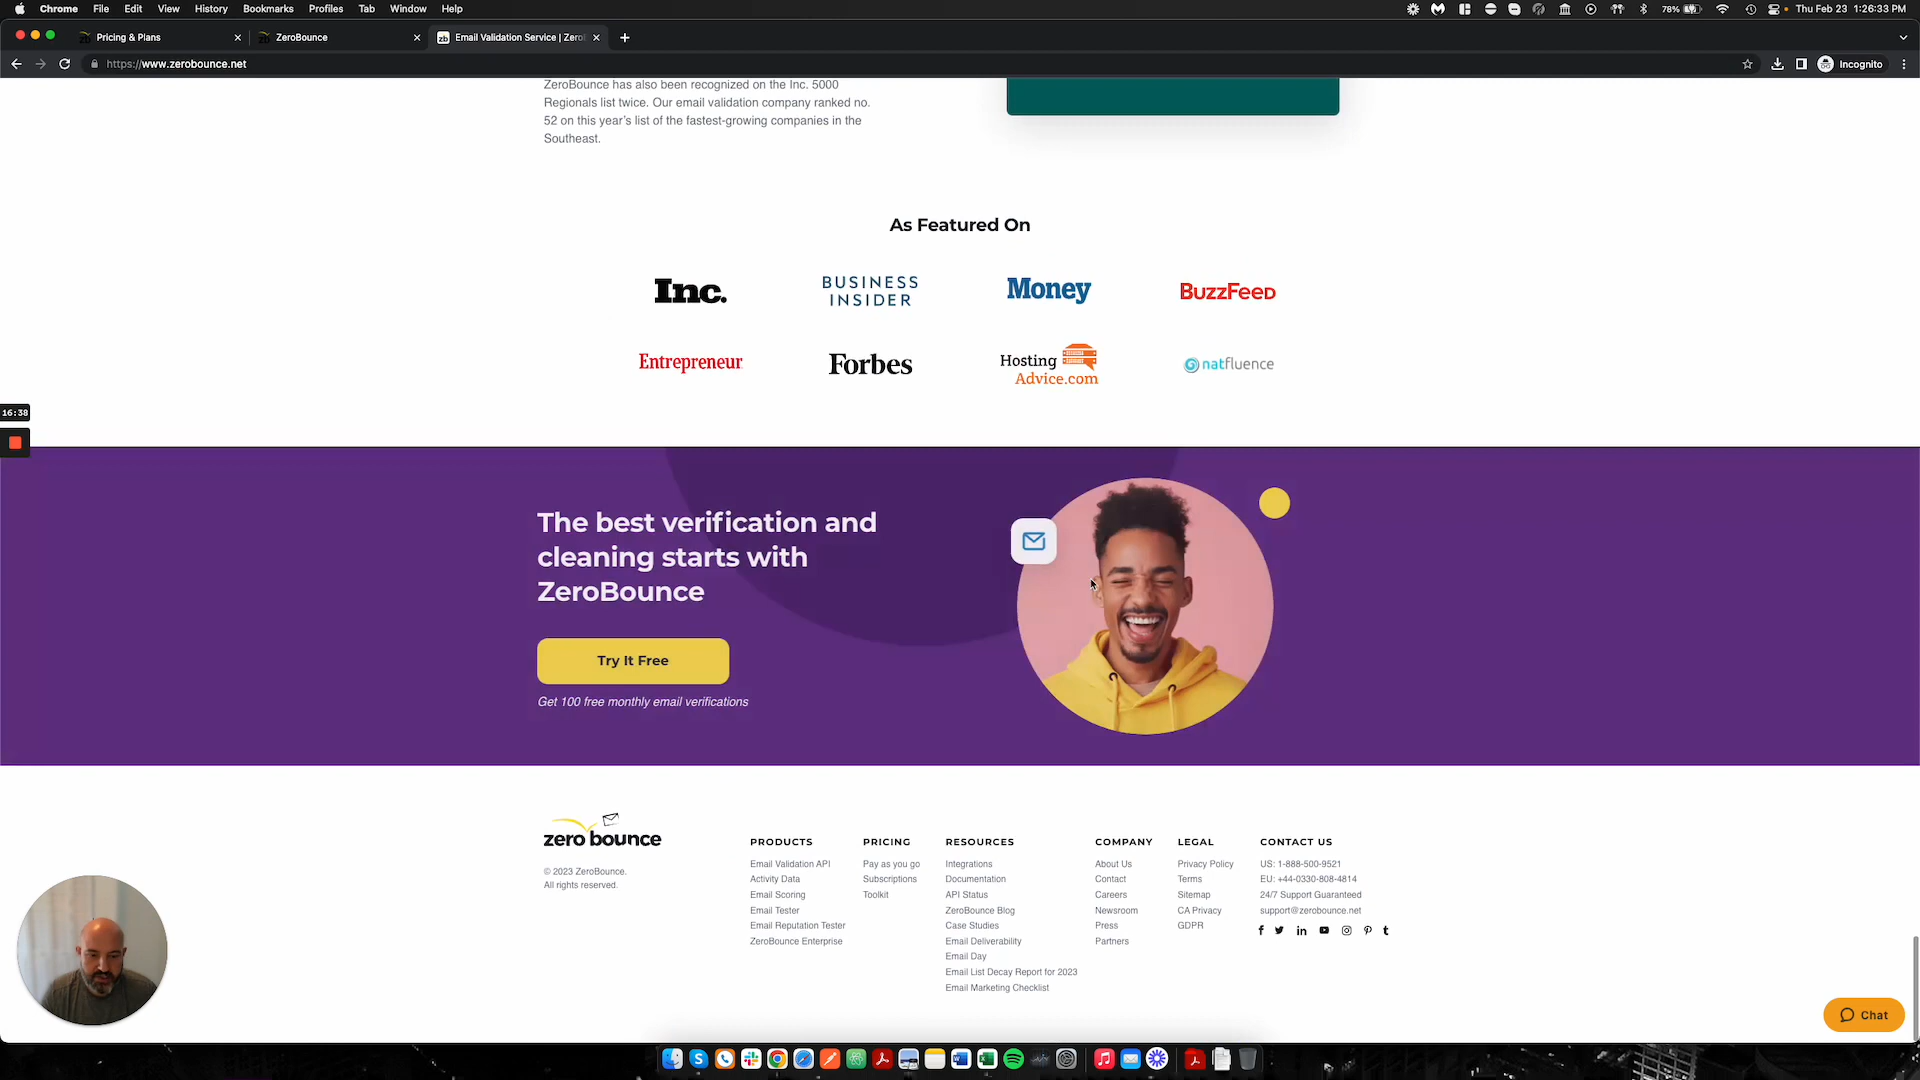 Chrome File Edit View History Bookmarks Profiles Tab Window Help
78% Thu Feb 23 1:26:33 PM
Pricing & Plans
ZeroBounce
Email Validation Service | Zero
https://www.zerobounce.net
Incognito
ZeroBounce has also been recognized on the Inc. 5000
Regionals list twice. Our email validation company ranked no.
52 on this year's list of the fastest-growing companies in the
Southeast.
As Featured On
Inc.
BUSINESS
INSIDER
Money
BuzzFeed
Entrepreneur
Forbes
Hosting
Advice.com
natfluence
16:38
The best verification and
cleaning starts with
ZeroBounce
Try It Free
Get 100 free monthly email verifications
zero bounce
© 2023 ZeroBounce.
All rights reserved.
PRODUCTS
Email Validation API
Activity Data
Email Scoring
Email Tester
Email Reputation Tester
ZeroBounce Enterprise
PRICING
Pay as you go
Subscriptions
Toolkit
RESOURCES
Integrations
Documentation
API Status
ZeroBounce Blog
Case Studies
Email Deliverability
Email Day
Email List Decay Report for 2023
Email Marketing Checklist
COMPANY
About Us
Contact
Careers
Newsroom
Press
Partners
LEGAL
Privacy Policy
Terms
Sitemap
CA Privacy
GDPR
CONTACT US
US: 1-888-500-9521
EU: +44-0330-808-4814
24/7 Support Guaranteed
support@zerobounce.net
Chat